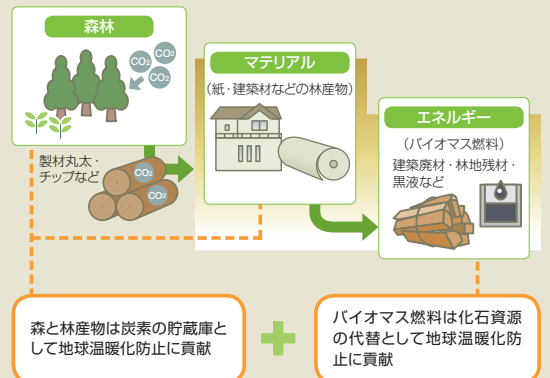 森林
CO2
CO2
CO2
CO2
製材丸太・
チップなど
CO2
CO2
マテリアル
(紙・建築材などの林産物)
エネルギー
(バイオマス燃料)
建築廃材・林地残材・
黒液など
森と林産物は炭素の貯蔵庫と
して地球温暖化防止に貢献
バイオマス燃料は化石資源
の代替として地球温暖化防
止に貢献